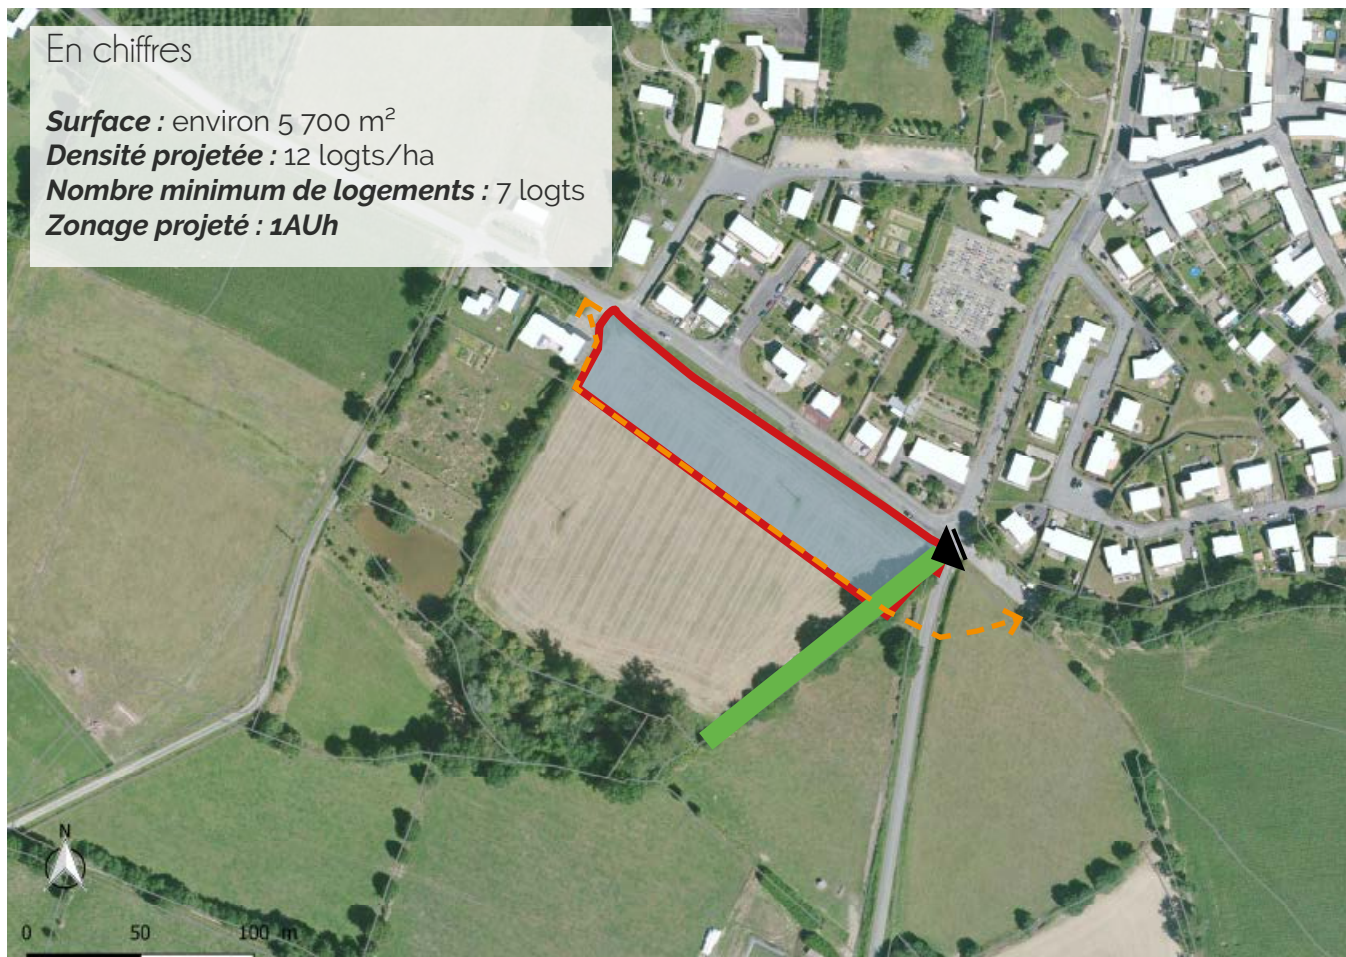 En chiffres
Surface : environ 5 700 m²
Densité projetée : 12 logts/ha
Nombre minimum de logements : 7 logts
Zonage projeté : 1AUh
N
0 50 100 m